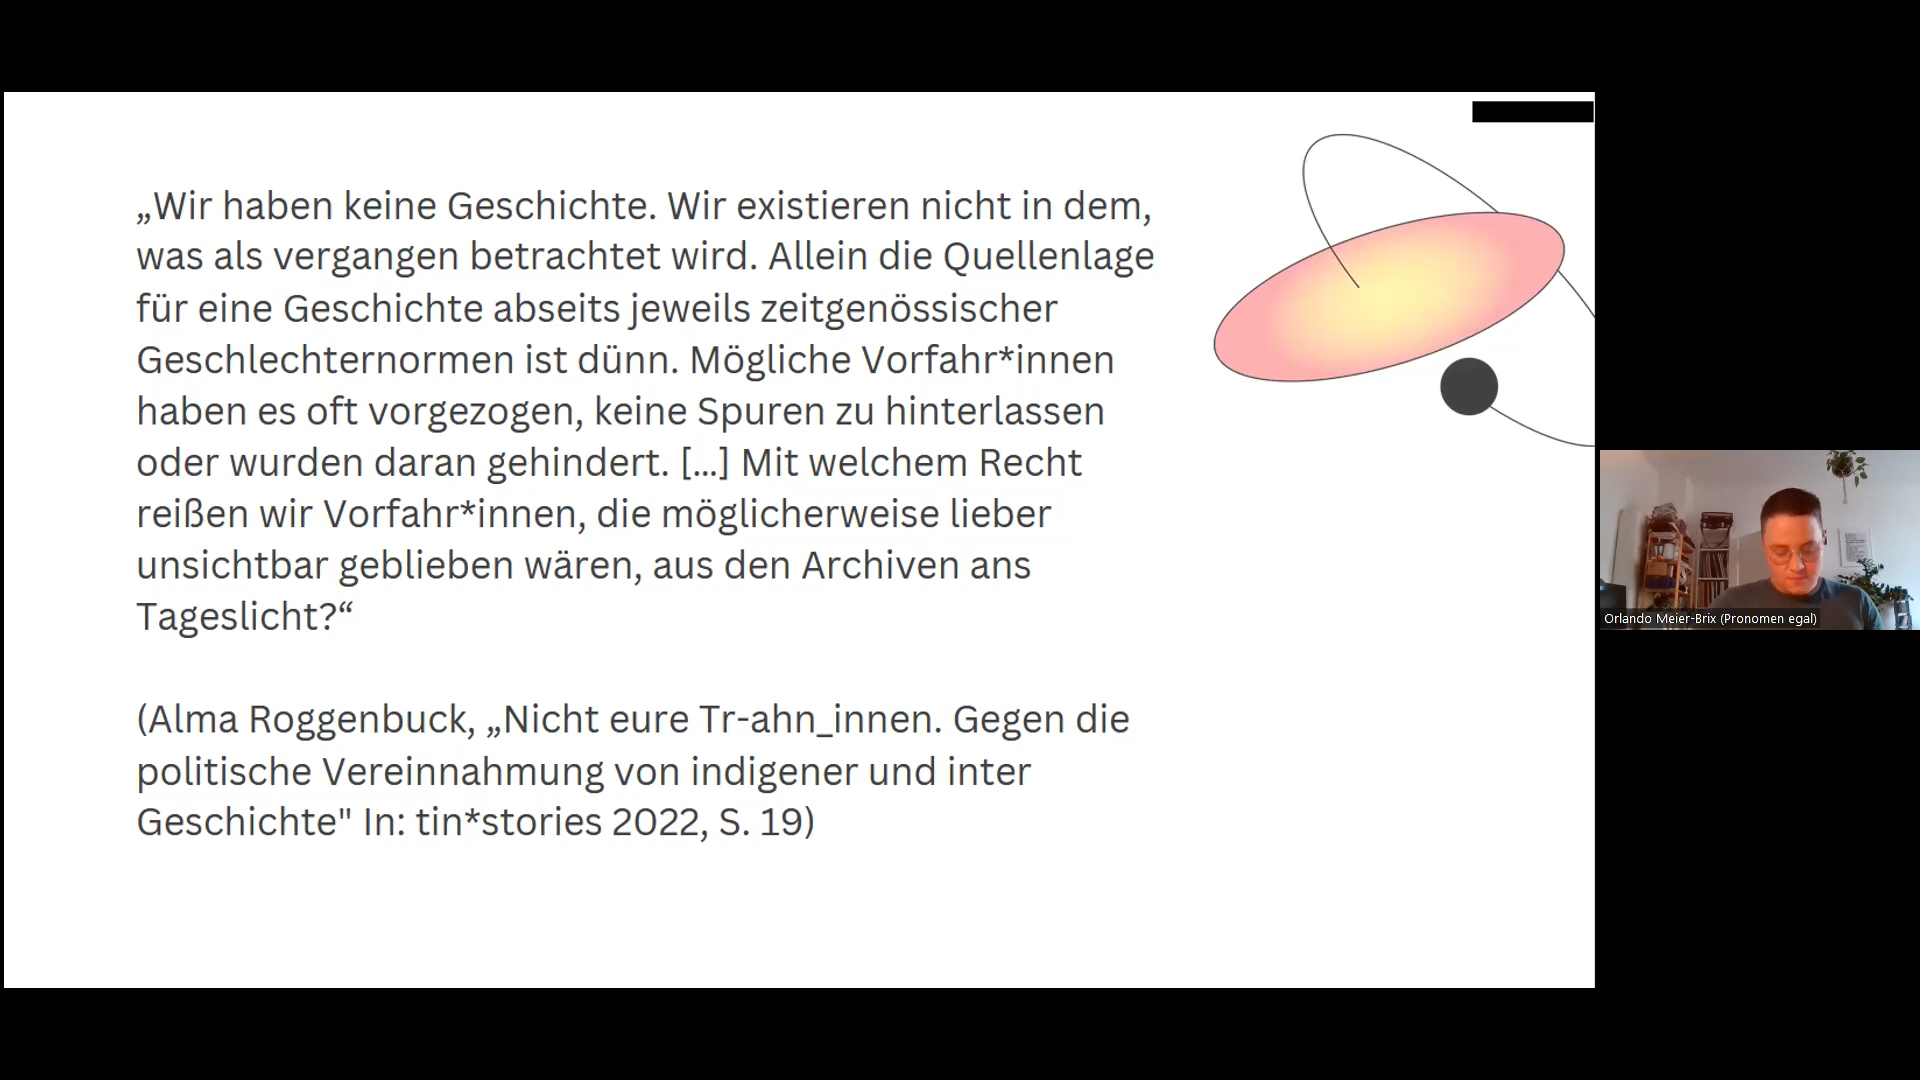 „Wir haben keine Geschichte. Wir existieren nicht in dem,
was als vergangen betrachtet wird. Allein die Quellenlage
für eine Geschichte abseits jeweils zeitgenössischer
Geschlechternormen ist dünn. Mögliche Vorfahr*innen
haben es oft vorgezogen, keine Spuren zu hinterlassen
oder wurden daran gehindert. [...] Mit welchem Recht
reißen wir Vorfahr*innen, die möglicherweise lieber
unsichtbar geblieben wären, aus den Archiven ans
Tageslicht?“
(Alma Roggenbuck, „Nicht eure Tr-ahn_innen. Gegen die
politische Vereinnahmung von indigener und inter
Geschichte" In: tin*stories 2022, S. 19)
Orlando Meier-Brix (Pronomen egal)